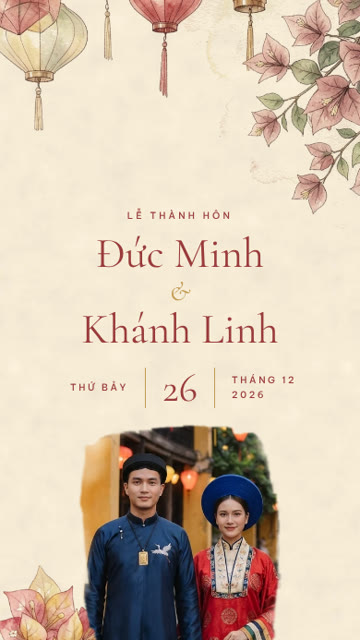 LỄ THÀNH HÔN
Đức Minh
&
Khánh Linh
THỨ BẢY
26
THÁNG 12
2026